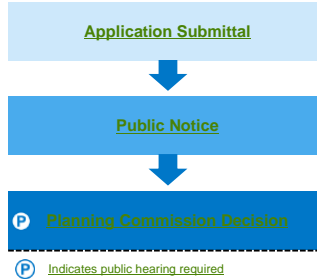 Application Submittal
Public Notice
P Planning Commission Decision
P Indicates public hearing required